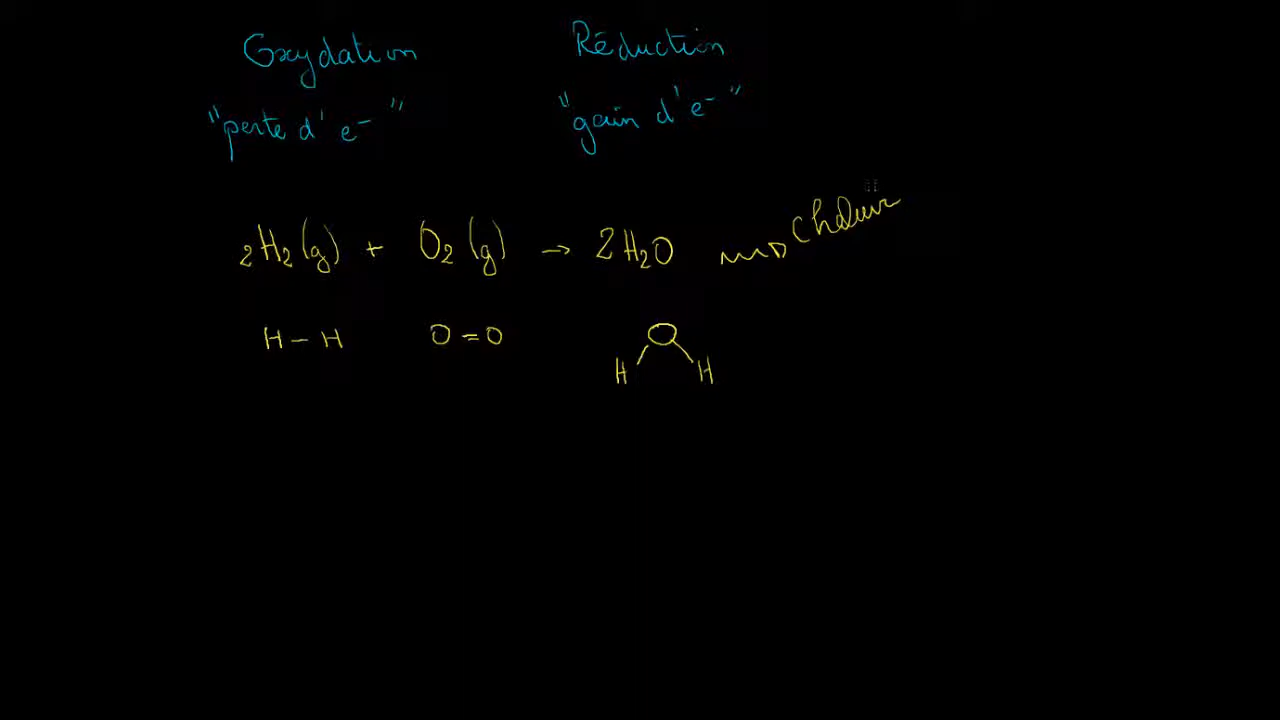 Oxydation Réduction
"perte d'e⁻" "gain d'e⁻"
2H₂(g) + O₂(g) → 2H₂O chaleur
H – H O = O O
H H